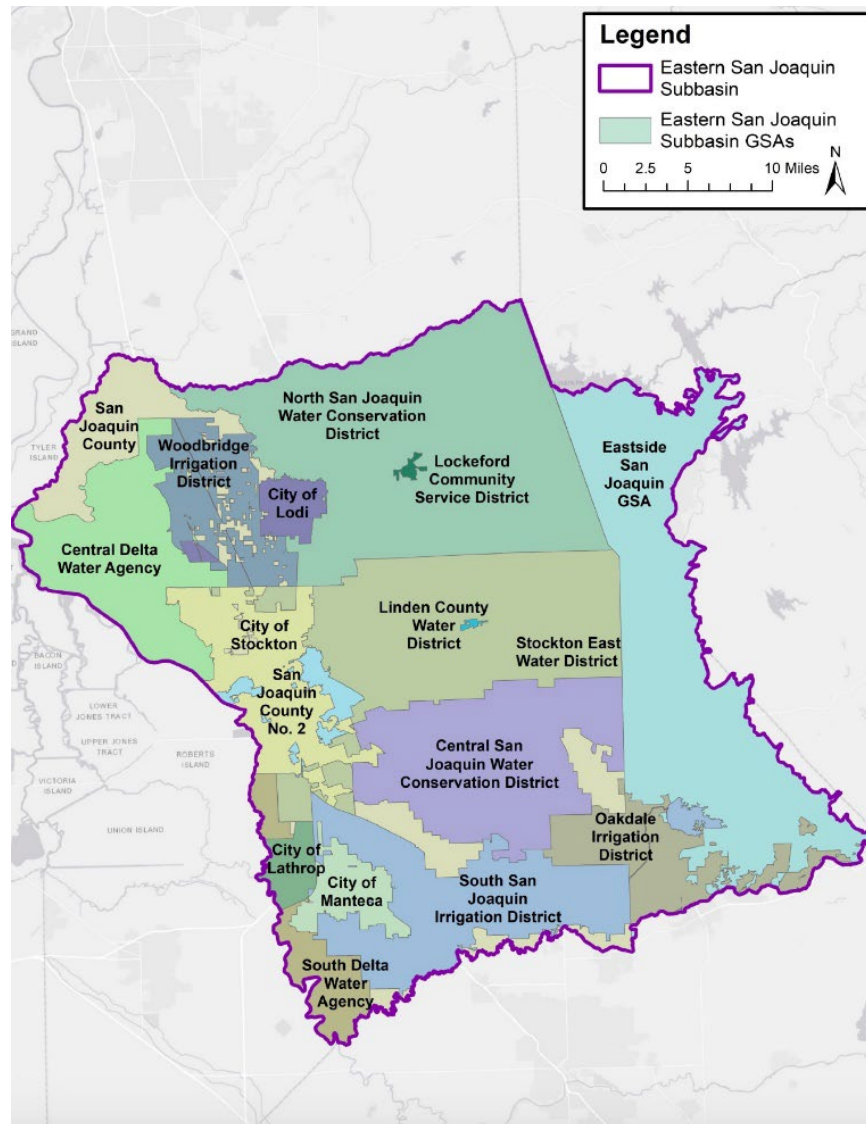 Legend
Eastern San Joaquin
Subbasin
Eastern San Joaquin
Subbasin GSAs
N
0 2.5 5 10 Miles
GRAND
ISLAND
San
Joaquin
County
TYLER
ISLAND
Woodbridge
Irrigation
District
North San Joaquin
Water Conservation
District
City of
Lodi
Lockeford
Community
Service District
Eastside
San
Joaquin
GSA
Central Delta
Water Agency
City of
Stockton
Linden County
Water
District
Stockton East
Water District
BACON
ISLAND
San
Joaquin
County
No. 2
LOWER
JONES TRACT
UPPER JONES
TRACT
ROBERTS
ISLAND
VICTORIA
ISLAND
UNION ISLAND
Central San
Joaquin Water
Conservation District
Oakdale
Irrigation
District
City of
Lathrop
City of
Manteca
South San
Joaquin
Irrigation District
South Delta
Water
Agency